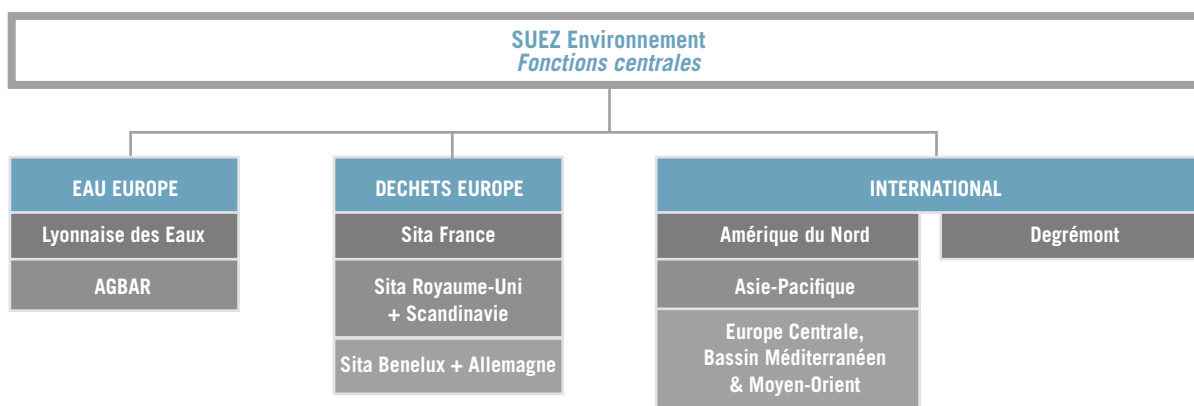 SUEZ Environnement
Fonctions centrales
EAU EUROPE
Lyonnaise des Eaux
AGBAR
DECHETS EUROPE
Sita France
Sita Royaume-Uni
+ Scandinavie
Sita Benelux + Allemagne
INTERNATIONAL
Amérique du Nord
Asie-Pacifique
Europe Centrale,
Bassin Méditerranéen
& Moyen-Orient
Degrémont